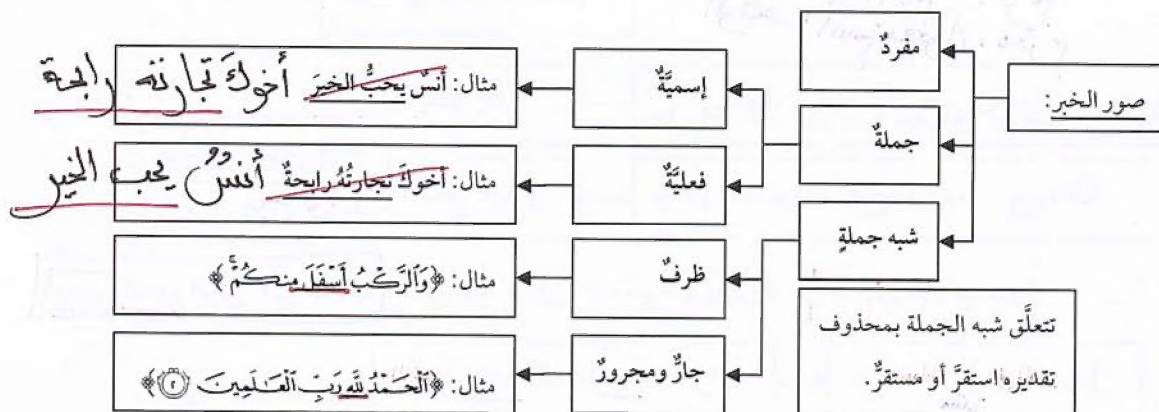 صور الخبر:
مفردٌ
جملةٌ
شبه جملةٍ
تتعلَّق شبه الجملة بمحذوف
تقديره استقرَّ أو مستقرٌّ.
إسميَّةٌ
مثال: أنسٌ يحبُّ الخيرَ أخوكَ تجارته رابحة
فعليَّةٌ
مثال: أخوكَ تجارتُهُ رابحةٌ أنسٌ يحب الخير
ظرفٌ
مثال: ﴿وَٱلرَّكْبُ أَسْفَلَ مِنكُمْ ۚ﴾
جارٌّ ومجرورٌ
مثال: ﴿ٱلْحَمْدُ لِلَّهِ رَبِّ ٱلْعَـٰلَمِينَ ٢﴾